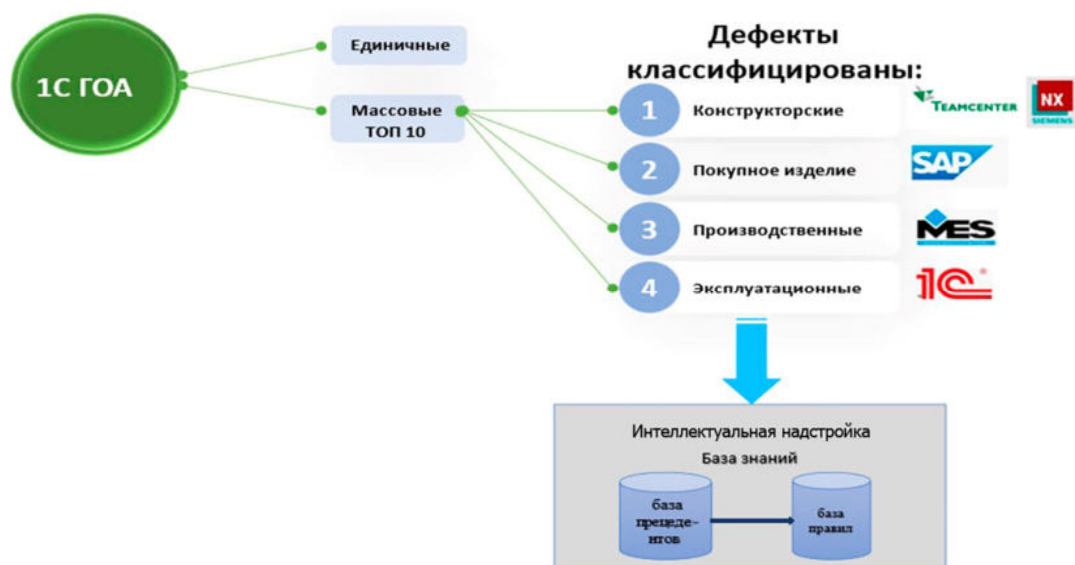 1С ГОА
Единичные
Массовые
ТОП 10
Дефекты
классифицированы:
1 Конструкторские
TEAMCENTER
NX
SIEMENS
2 Покупное изделие
SAP
3 Производственные
MES
4 Эксплуатационные
1С
Интеллектуальная надстройка
База знаний
база
прецеде-
нтов
база
правил